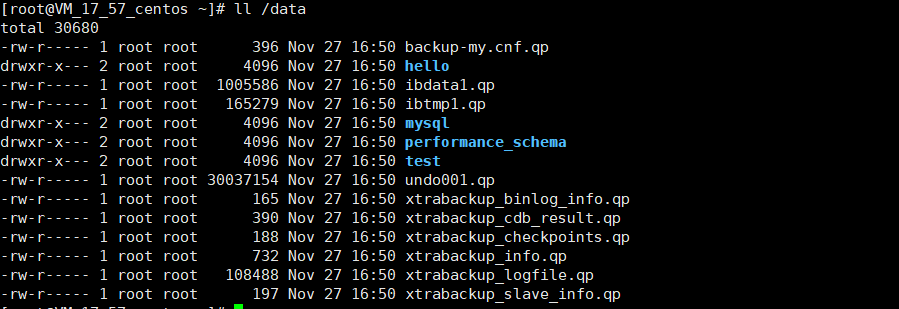 [root@VM_17_57_centos ~]# ll /data
total 30680
-rw-r----- 1 root root      396 Nov 27 16:50 backup-my.cnf.qp
drwxr-x--- 2 root root     4096 Nov 27 16:50 hello
-rw-r----- 1 root root  1005586 Nov 27 16:50 ibdata1.qp
-rw-r----- 1 root root   165279 Nov 27 16:50 ibtmp1.qp
drwxr-x--- 2 root root     4096 Nov 27 16:50 mysql
drwxr-x--- 2 root root     4096 Nov 27 16:50 performance_schema
drwxr-x--- 2 root root     4096 Nov 27 16:50 test
-rw-r----- 1 root root 30037154 Nov 27 16:50 undo001.qp
-rw-r----- 1 root root      165 Nov 27 16:50 xtrabackup_binlog_info.qp
-rw-r----- 1 root root      390 Nov 27 16:50 xtrabackup_cdb_result.qp
-rw-r----- 1 root root      188 Nov 27 16:50 xtrabackup_checkpoints.qp
-rw-r----- 1 root root      732 Nov 27 16:50 xtrabackup_info.qp
-rw-r----- 1 root root   108488 Nov 27 16:50 xtrabackup_logfile.qp
-rw-r----- 1 root root      197 Nov 27 16:50 xtrabackup_slave_info.qp